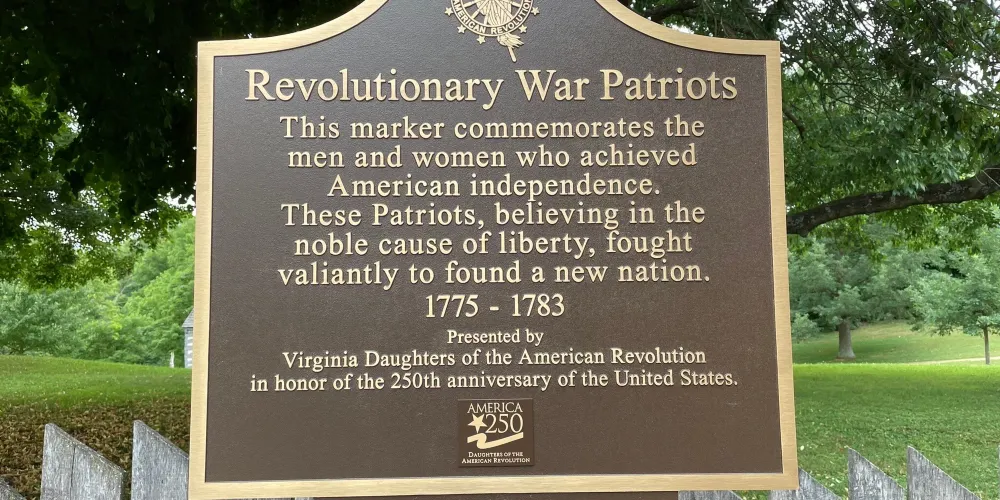 AMERICAN REVOLUTION
Revolutionary War Patriots
This marker commemorates the
men and women who achieved
American independence.
These Patriots, believing in the
noble cause of liberty, fought
valiantly to found a new nation.
1775 - 1783
Presented by
Virginia Daughters of the American Revolution
in honor of the 250th anniversary of the United States.
AMERICA
250
DAUGHTERS OF THE
AMERICAN REVOLUTION